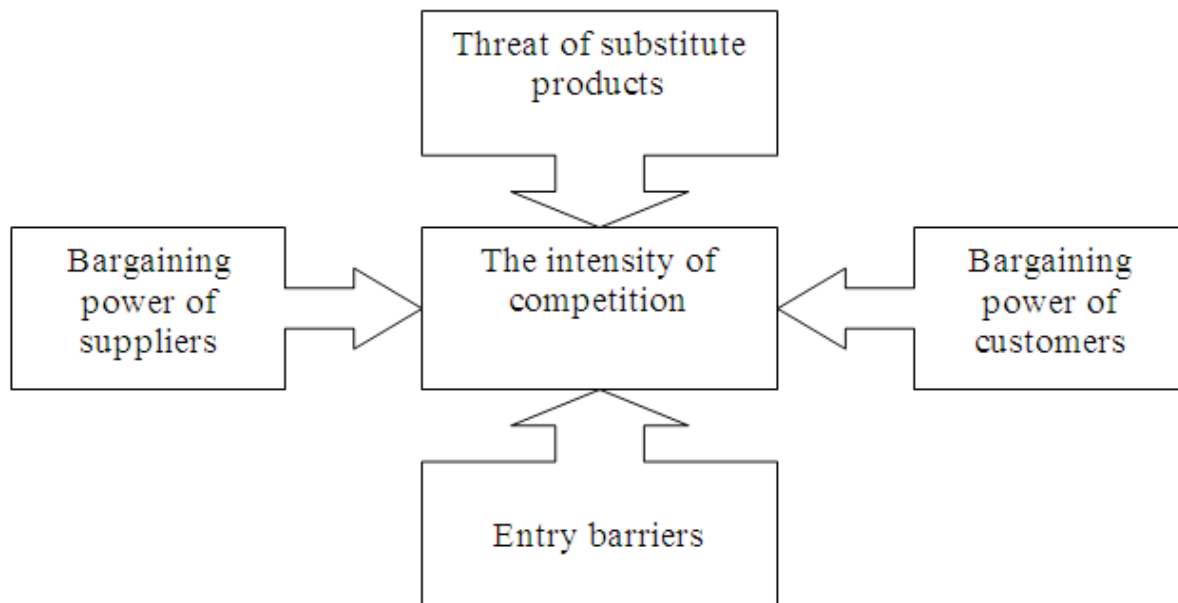 Threat of substitute
products
Bargaining
power of
suppliers
The intensity of
competition
Bargaining
power of
customers
Entry barriers